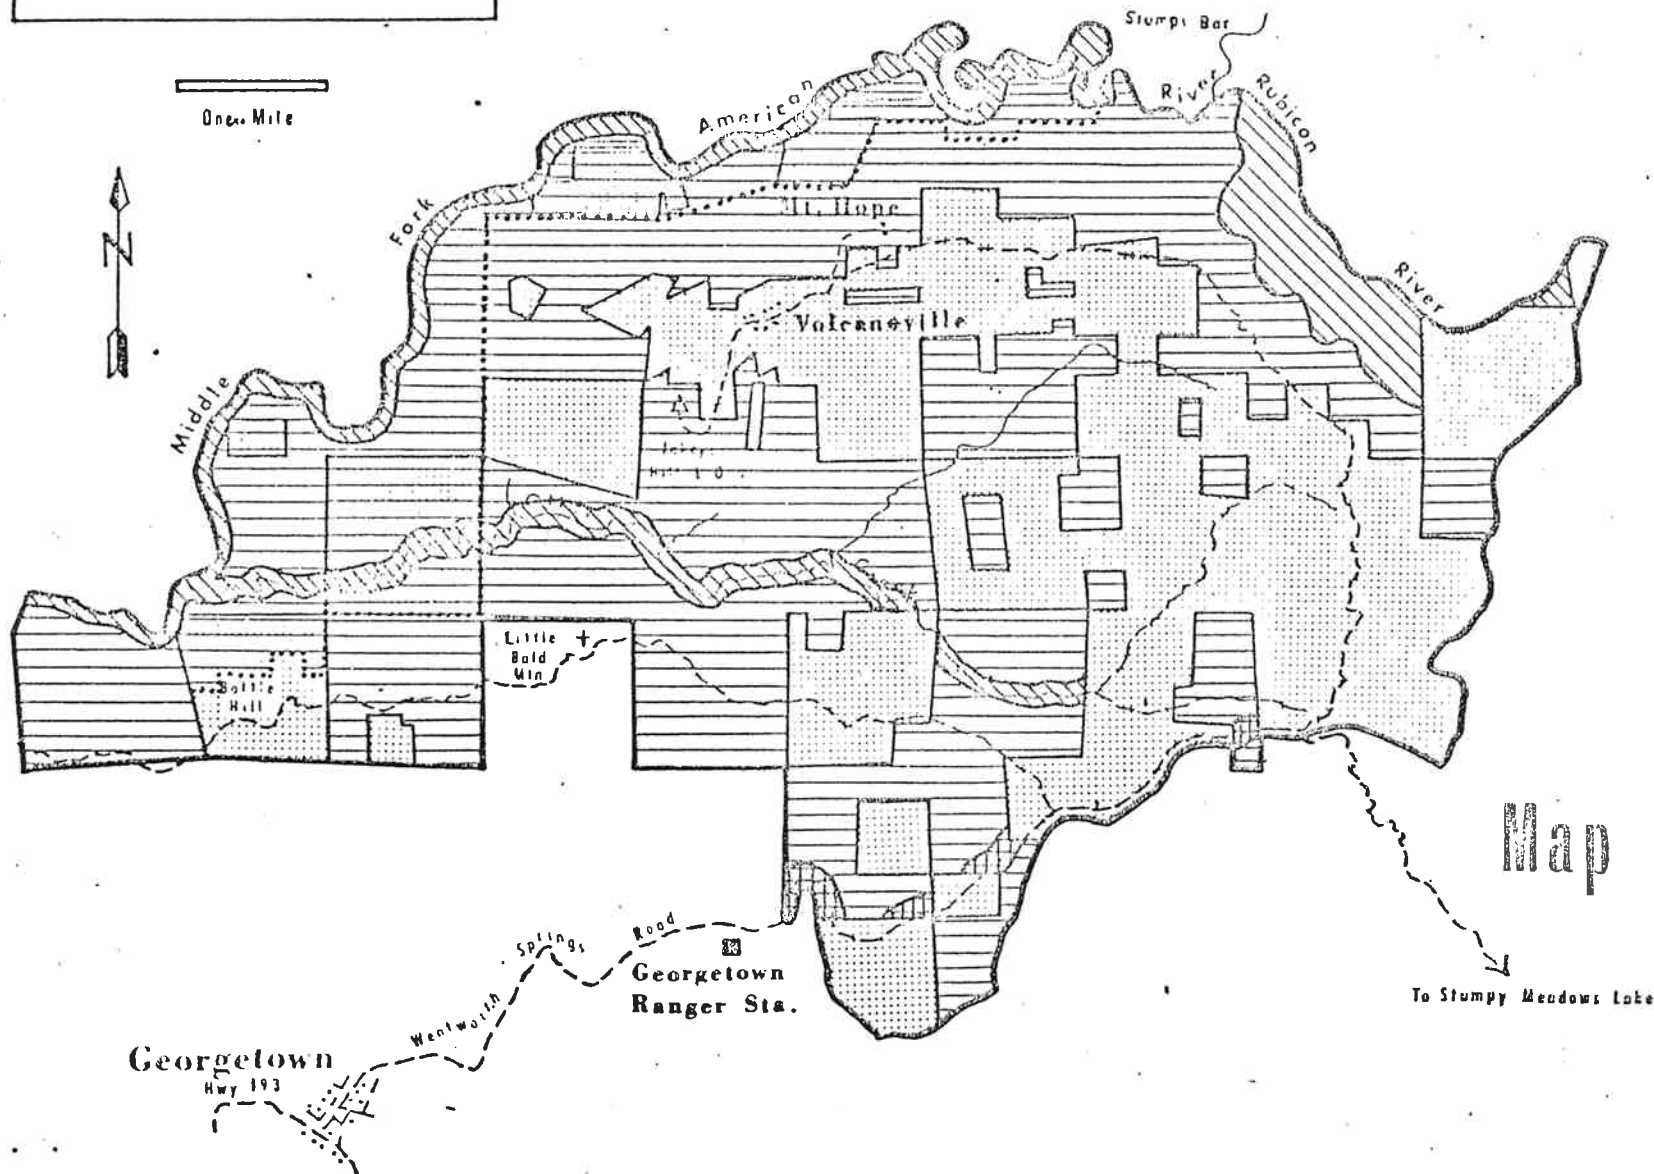 Stumps Bar
One Mile
American
River
Rubicon
River
Fork
Mt. Hope
Volcanoville
Middle
Hill L.O.
Little
Bald
Mtn
Bottle
Hill
Map
Road
Springs
Georgetown
Ranger Sta.
Wentworth
To Stumpy Meadows Lake
Georgetown
Hwy 193
N